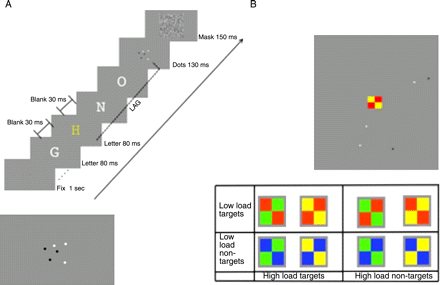 A
B
Mask 150 ms
Dots 130 ms
O
N
LAG
H
G
Blank 30 ms
Blank 30 ms
Letter 80 ms
Letter 80 ms
Fix 1 sec
Low load
targets
Low
load
non-
targets
High load targets
High load non-targets